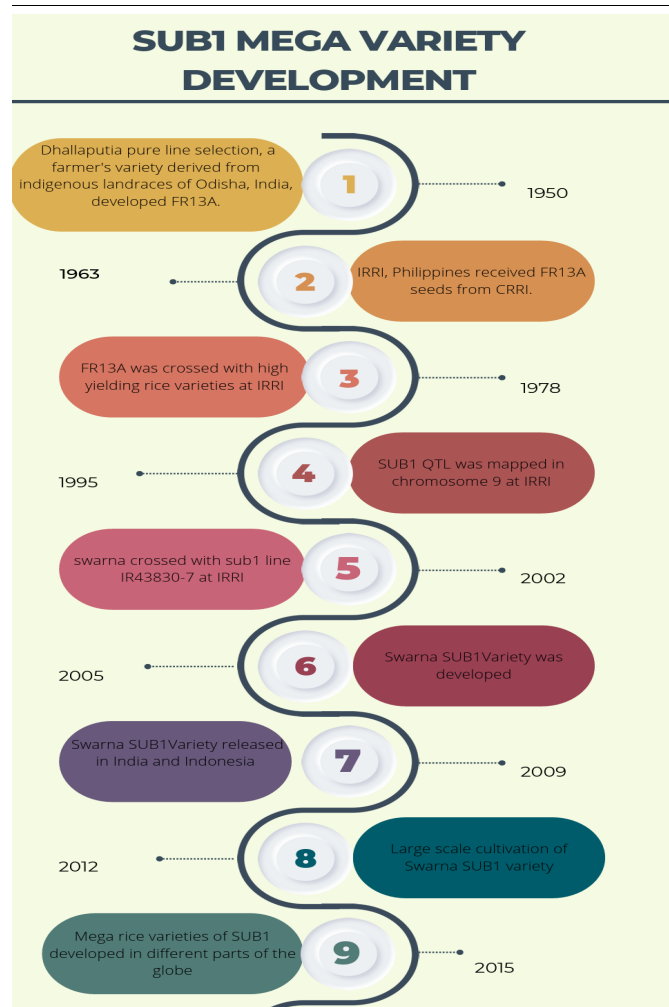 SUB1 MEGA VARIETY
DEVELOPMENT
Dhallaputia pure line selection, a
farmer's variety derived from
indigenous landraces of Odisha, India,
developed FR13A.
1
1950
1963
2
IRRI, Philippines received FR13A
seeds from CRRI.
FR13A was crossed with high
yielding rice varieties at IRRI
3
1978
1995
4
SUB1 QTL was mapped in
chromosome 9 at IRRI
swarna crossed with sub1 line
IR43830-7 at IRRI
5
2002
2005
6
Swarna SUB1Variety was
developed
Swarna SUB1Variety released
in India and Indonesia
7
2009
2012
8
Large scale cultivation of
Swarna SUB1 variety
Mega rice varieties of SUB1
developed in different parts of the
globe
9
2015